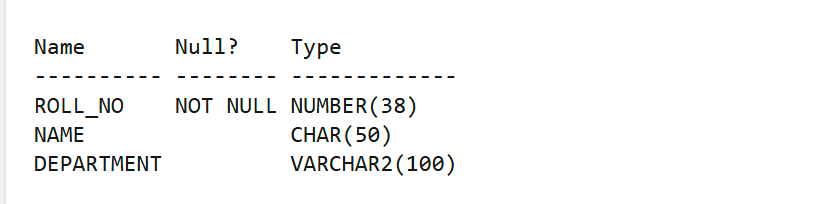 Name       Null?    Type
---------- -------- -------------
ROLL_NO    NOT NULL NUMBER(38)
NAME                CHAR(50)
DEPARTMENT          VARCHAR2(100)